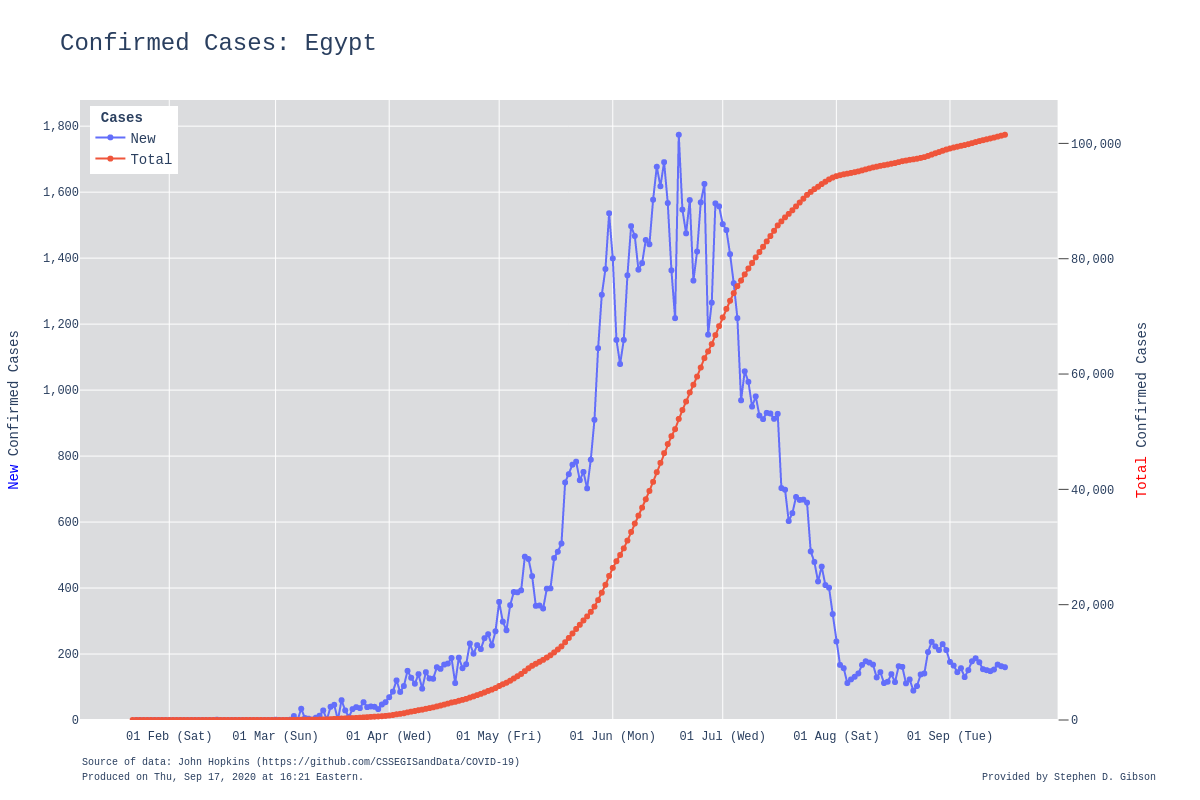 Confirmed Cases: Egypt
Cases
New
Total
1,800
1,600
1,400
1,200
1,000
800
600
400
200
0
100,000
80,000
60,000
40,000
20,000
0
New Confirmed Cases
Total Confirmed Cases
01 Feb (Sat)
01 Mar (Sun)
01 Apr (Wed)
01 May (Fri)
01 Jun (Mon)
01 Jul (Wed)
01 Aug (Sat)
01 Sep (Tue)
Source of data: John Hopkins (https://github.com/CSSEGISandData/COVID-19)
Produced on Thu, Sep 17, 2020 at 16:21 Eastern.
Provided by Stephen D. Gibson